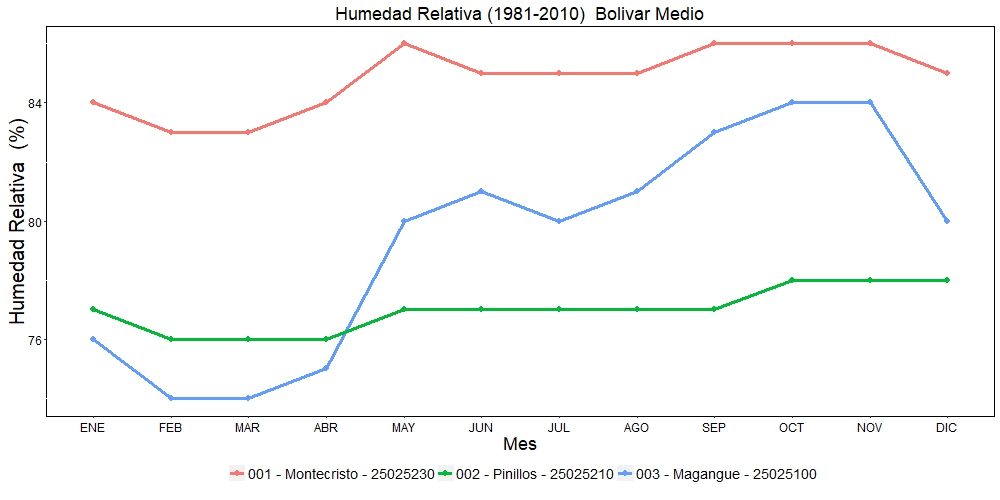 Humedad Relativa (1981-2010)  Bolivar Medio
Humedad Relativa  (%)
84
80
76
ENE FEB MAR ABR MAY JUN JUL AGO SEP OCT NOV DIC
Mes
001 - Montecristo - 25025230 002 - Pinillos - 25025210 003 - Magangue - 25025100